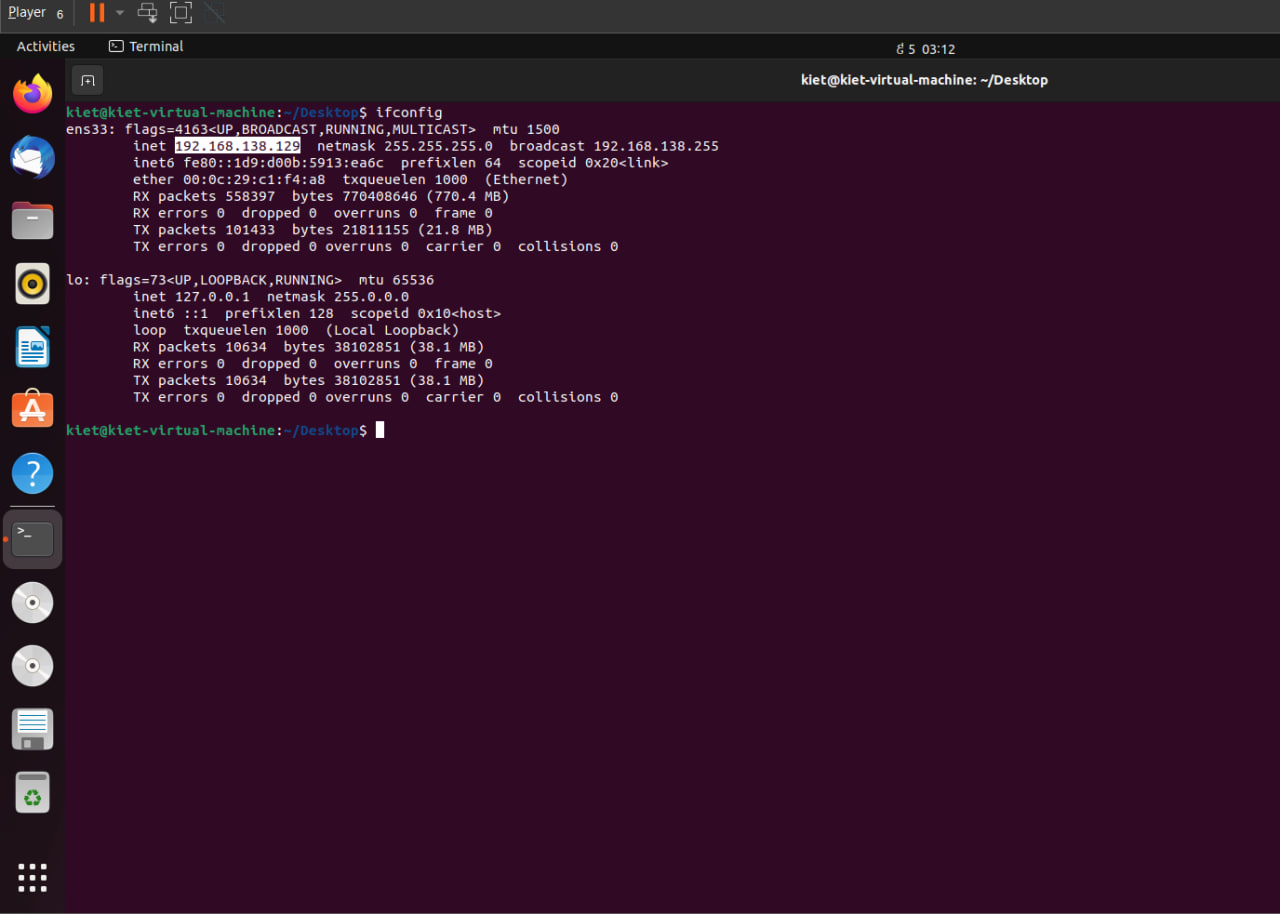 Player 6
Activities Terminal
5 03:12
kiet@kiet-virtual-machine: ~/Desktop
kiet@kiet-virtual-machine:~/Desktop$ ifconfig
ens33: flags=4163<UP,BROADCAST,RUNNING,MULTICAST>  mtu 1500
        inet 192.168.138.129  netmask 255.255.255.0  broadcast 192.168.138.255
        inet6 fe80::1d9:d00b:5913:ea6c  prefixlen 64  scopeid 0x20<link>
        ether 00:0c:29:c1:f4:a8  txqueuelen 1000  (Ethernet)
        RX packets 558397  bytes 770408646 (770.4 MB)
        RX errors 0  dropped 0  overruns 0  frame 0
        TX packets 101433  bytes 21811155 (21.8 MB)
        TX errors 0  dropped 0 overruns 0  carrier 0  collisions 0
lo: flags=73<UP,LOOPBACK,RUNNING>  mtu 65536
        inet 127.0.0.1  netmask 255.0.0.0
        inet6 ::1  prefixlen 128  scopeid 0x10<host>
        loop  txqueuelen 1000  (Local Loopback)
        RX packets 10634  bytes 38102851 (38.1 MB)
        RX errors 0  dropped 0  overruns 0  frame 0
        TX packets 10634  bytes 38102851 (38.1 MB)
        TX errors 0  dropped 0 overruns 0  carrier 0  collisions 0
kiet@kiet-virtual-machine:~/Desktop$